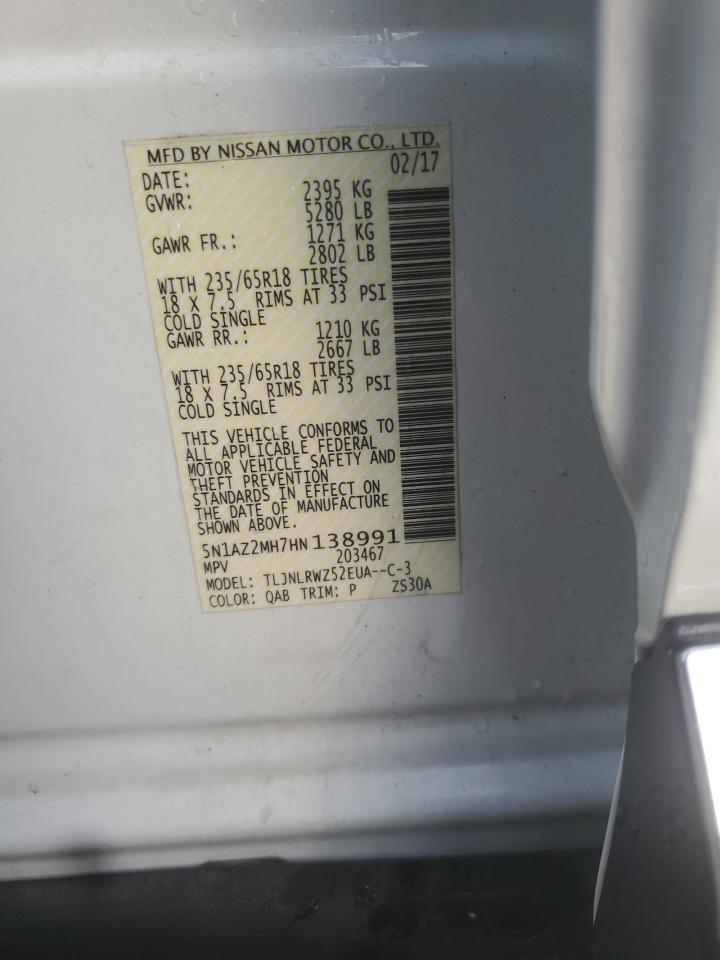 MFD BY NISSAN MOTOR CO., LTD.
DATE: 02/17
GVWR: 2395 KG
5280 LB
GAWR FR.: 1271 KG
2802 LB
WITH 235/65R18 TIRES
18 X 7.5 RIMS AT 33 PSI
COLD SINGLE
GAWR RR.: 1210 KG
2667 LB
WITH 235/65R18 TIRES
18 X 7.5 RIMS AT 33 PSI
COLD SINGLE
THIS VEHICLE CONFORMS TO
ALL APPLICABLE FEDERAL
MOTOR VEHICLE SAFETY AND
THEFT PREVENTION
STANDARDS IN EFFECT ON
THE DATE OF MANUFACTURE
SHOWN ABOVE.
5N1AZ2MH7HN138991
MPV 203467
MODEL: TLJNLRWZ52EUA--C-3
COLOR: QAB TRIM: P ZS30A